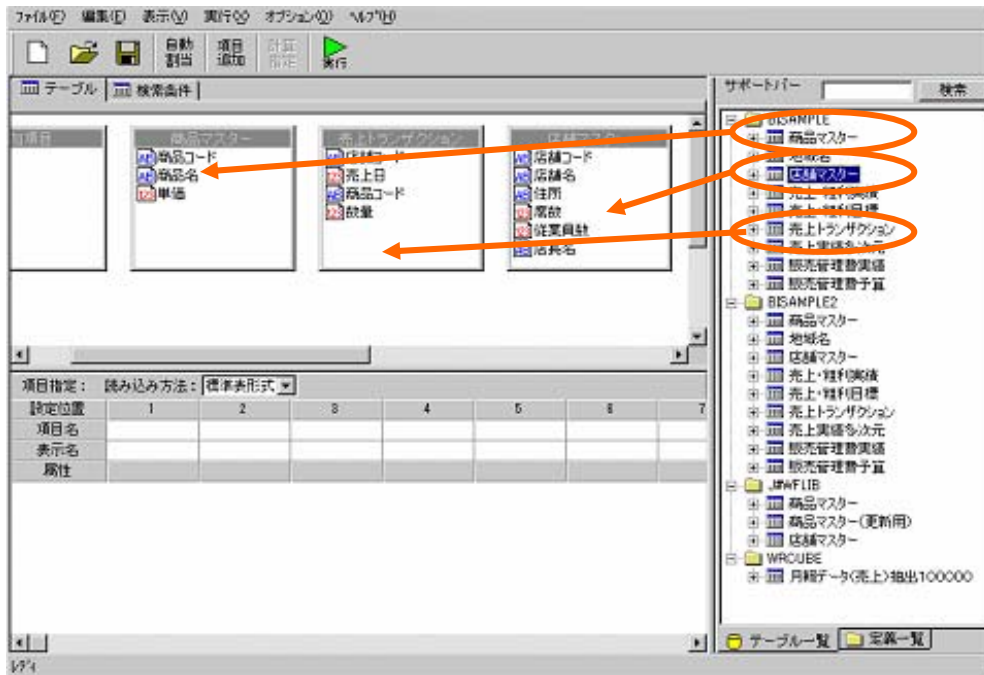 ファイル(F) 編集(E) 表示(V) 実行(X) オプション(O) ヘルプ(H)
自動割当 項目追加 計算指定 実行
テーブル 検索条件
加項目 商品マスター 売上トランザクション 店舗マスター
商品コード
商品名
単価
店舗コード
売上日
商品コード
数量
店舗コード
店舗名
住所
席数
従業員数
店長名
項目指定： 読み込み方法： 標準表形式
設定位置 1 2 3 4 5 6 7
項目名
表示名
属性
サポートバー 検索
BISAMPLE
商品マスター
地域名
店舗マスター
売上・粗利実績
売上・粗利目標
売上トランザクション
売上実績多次元
販売管理費実績
販売管理費予算
BISAMPLE2
商品マスター
地域名
店舗マスター
売上・粗利実績
売上・粗利目標
売上トランザクション
売上実績多次元
販売管理費実績
販売管理費予算
J#WFLIB
商品マスター
商品マスター(更新用)
店舗マスター
WRCUBE
月報データ(売上)抽出100000
テーブル一覧 定義一覧
レディ